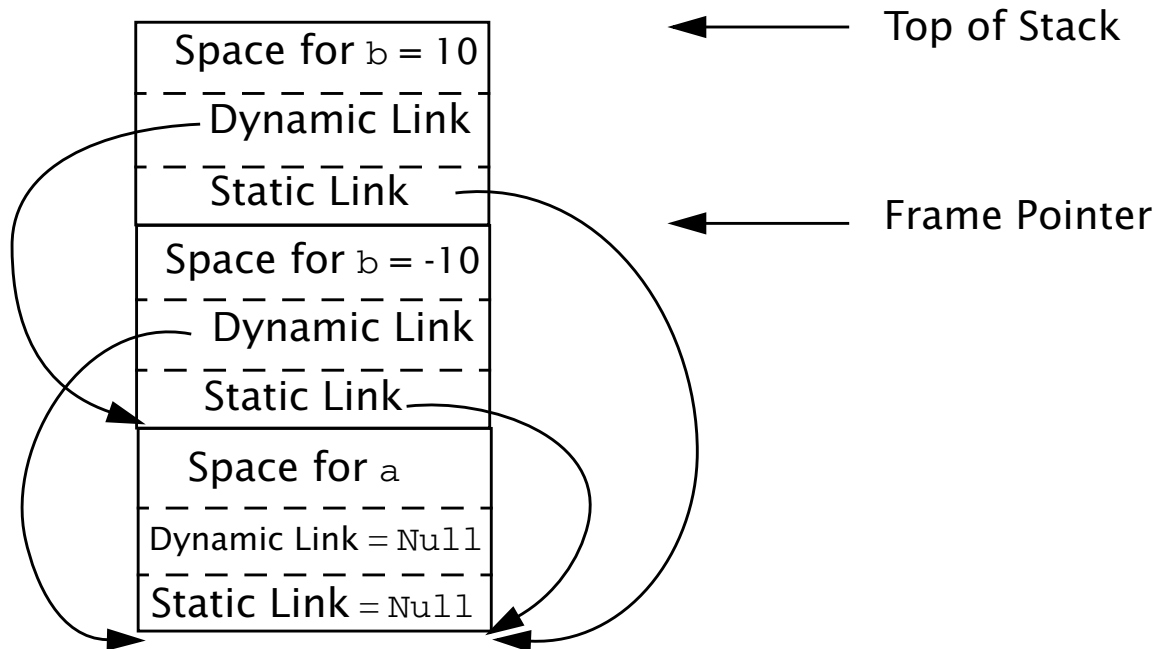 Space for b = 10
Dynamic Link
Static Link
Space for b = -10
Dynamic Link
Static Link
Space for a
Dynamic Link = Null
Static Link = Null
Top of Stack
Frame Pointer